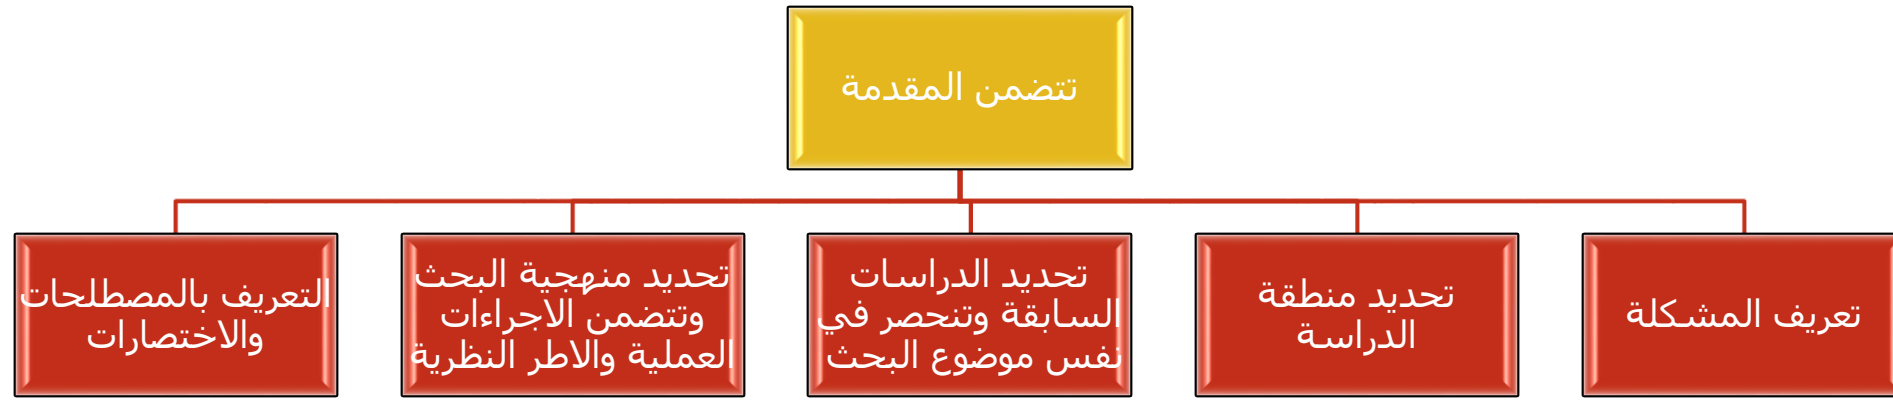 تتضمن المقدمة
تعريف المشكلة
تحديد منطقة
الدراسة
تحديد الدراسات
السابقة وتنحصر في
نفس موضوع البحث
تحديد منهجية البحث
وتتضمن الاجراءات
العملية والاطر النظرية
التعريف بالمصطلحات
والاختصارات